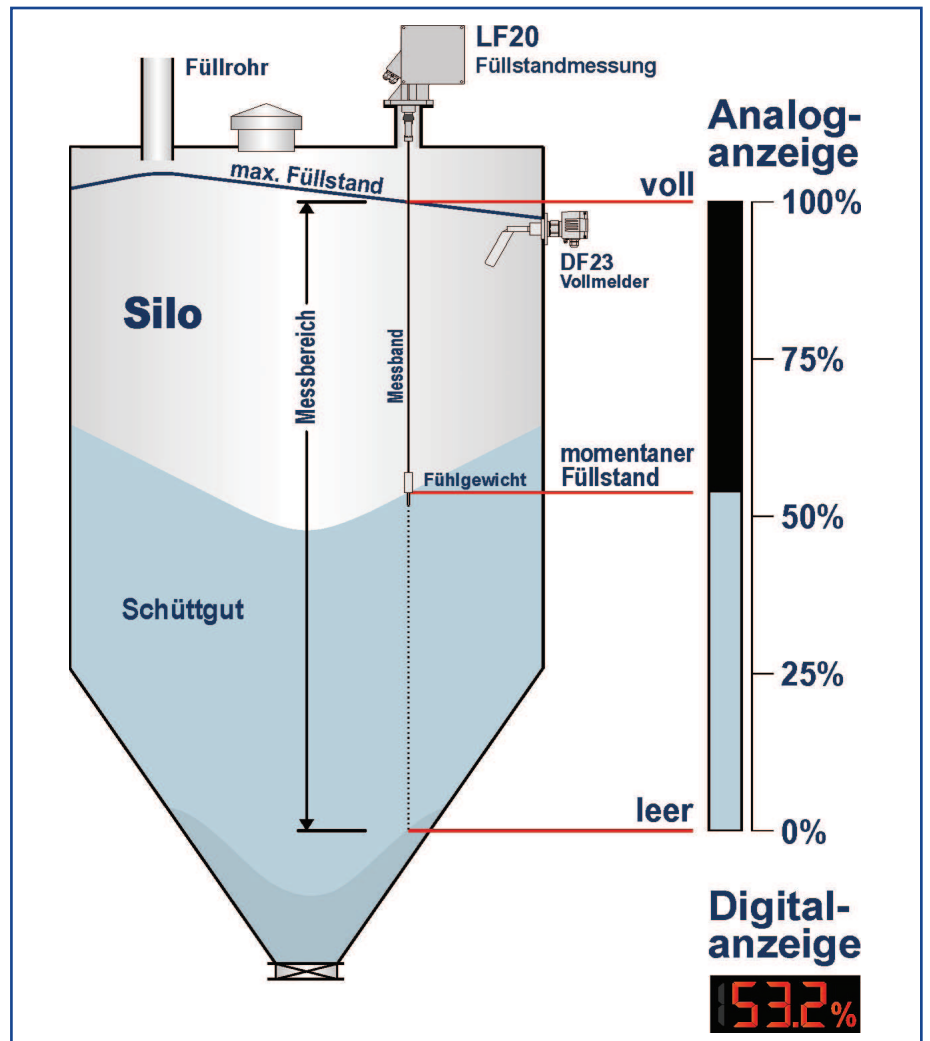 LF20
Füllstandmessung
Füllrohr
Analog-
anzeige
max. Füllstand
voll
100%
DF23
Vollmelder
Silo
Messbereich
Messband
75%
momentaner
Füllstand
Fühlgewicht
50%
Schüttgut
25%
leer
0%
Digital-
anzeige
53.2%